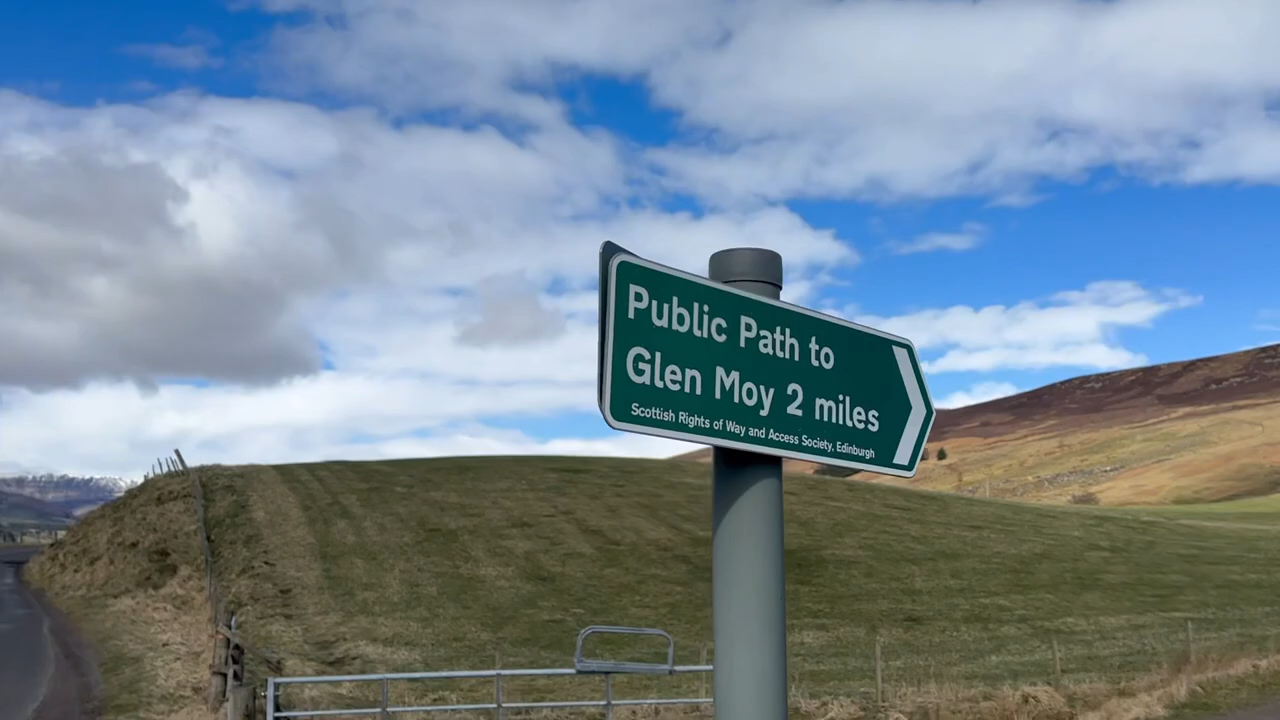 Public Path to
Glen Moy 2 miles
Scottish Rights of Way and Access Society, Edinburgh